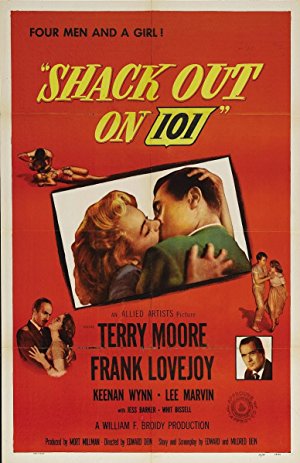 FOUR MEN AND A GIRL!
"SHACK OUT
ON 101"
AN ALLIED ARTISTS Picture
TERRY MOORE
FRANK LOVEJOY
KEENAN WYNN • LEE MARVIN
with JESS BARKER • WHIT BISSELL
A WILLIAM F. BROIDY PRODUCTION
Produced by MORT MILLMAN • Directed by EDWARD DEIN • Story and Screenplay by EDWARD and MILDRED DEIN